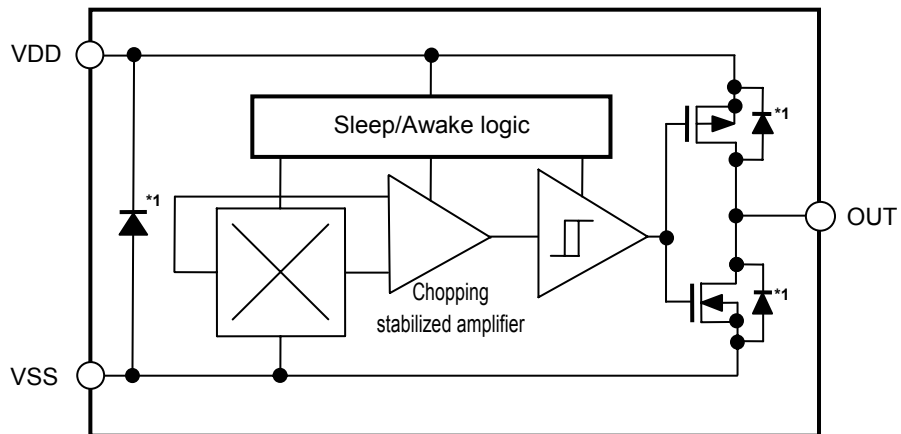 VDD
Sleep/Awake logic
*1
*1
OUT
Chopping
stabilized amplifier
*1
VSS